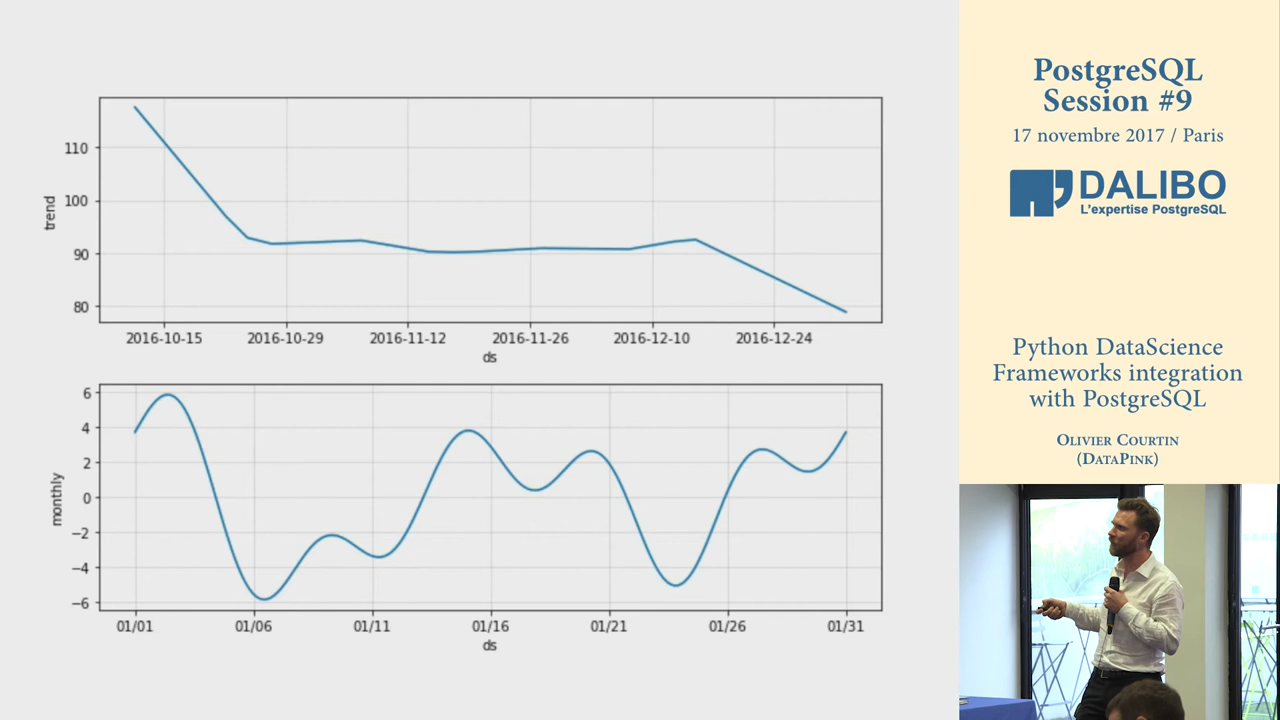 110
100
90
80
trend
2016-10-15 2016-10-29 2016-11-12 2016-11-26 2016-12-10 2016-12-24
ds
6
4
2
0
−2
−4
−6
monthly
01/01 01/06 01/11 01/16 01/21 01/26 01/31
ds
PostgreSQL
Session #9
17 novembre 2017 / Paris
DALIBO
L'expertise PostgreSQL
Python DataScience
Frameworks integration
with PostgreSQL
Olivier Courtin
(DataPink)